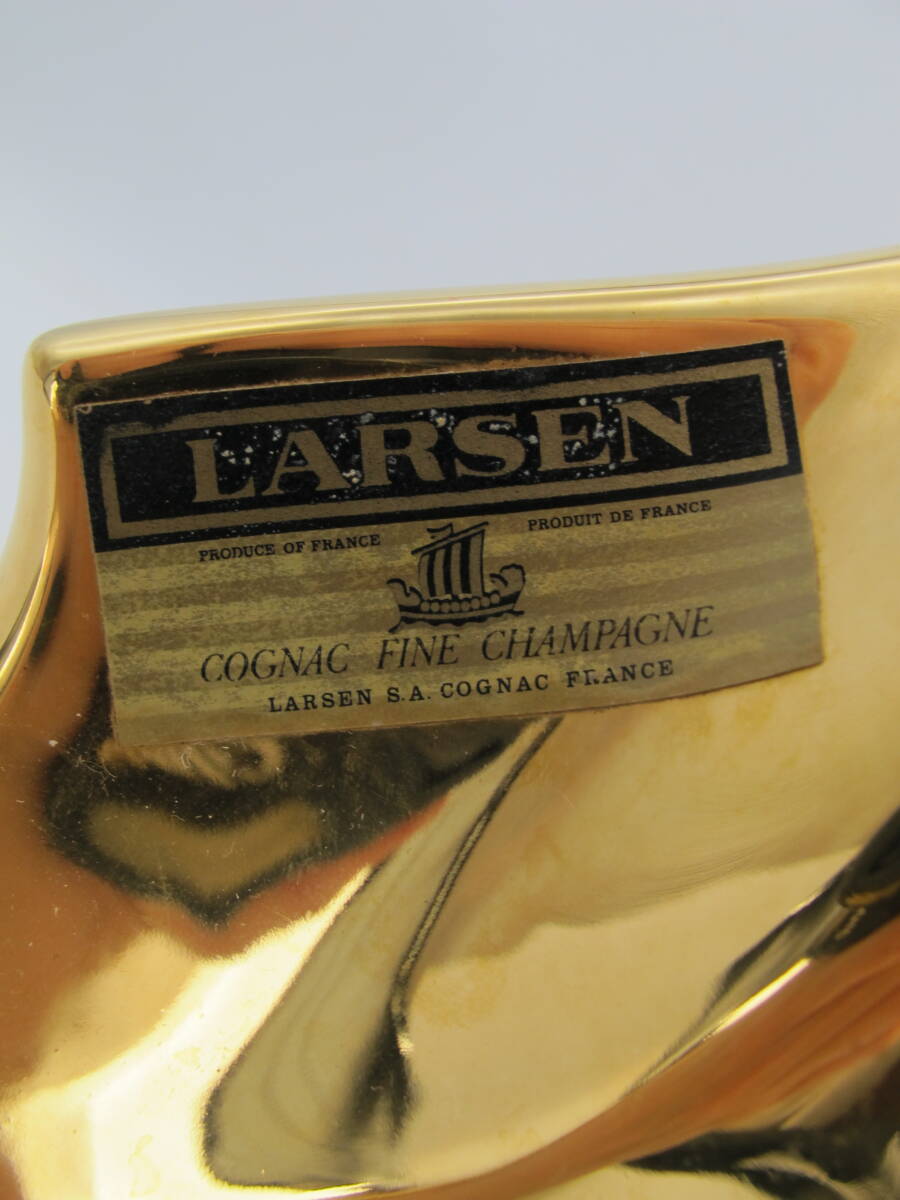 LARSEN
PRODUCE OF FRANCE
PRODUIT DE FRANCE
COGNAC FINE CHAMPAGNE
LARSEN S.A. COGNAC FRANCE